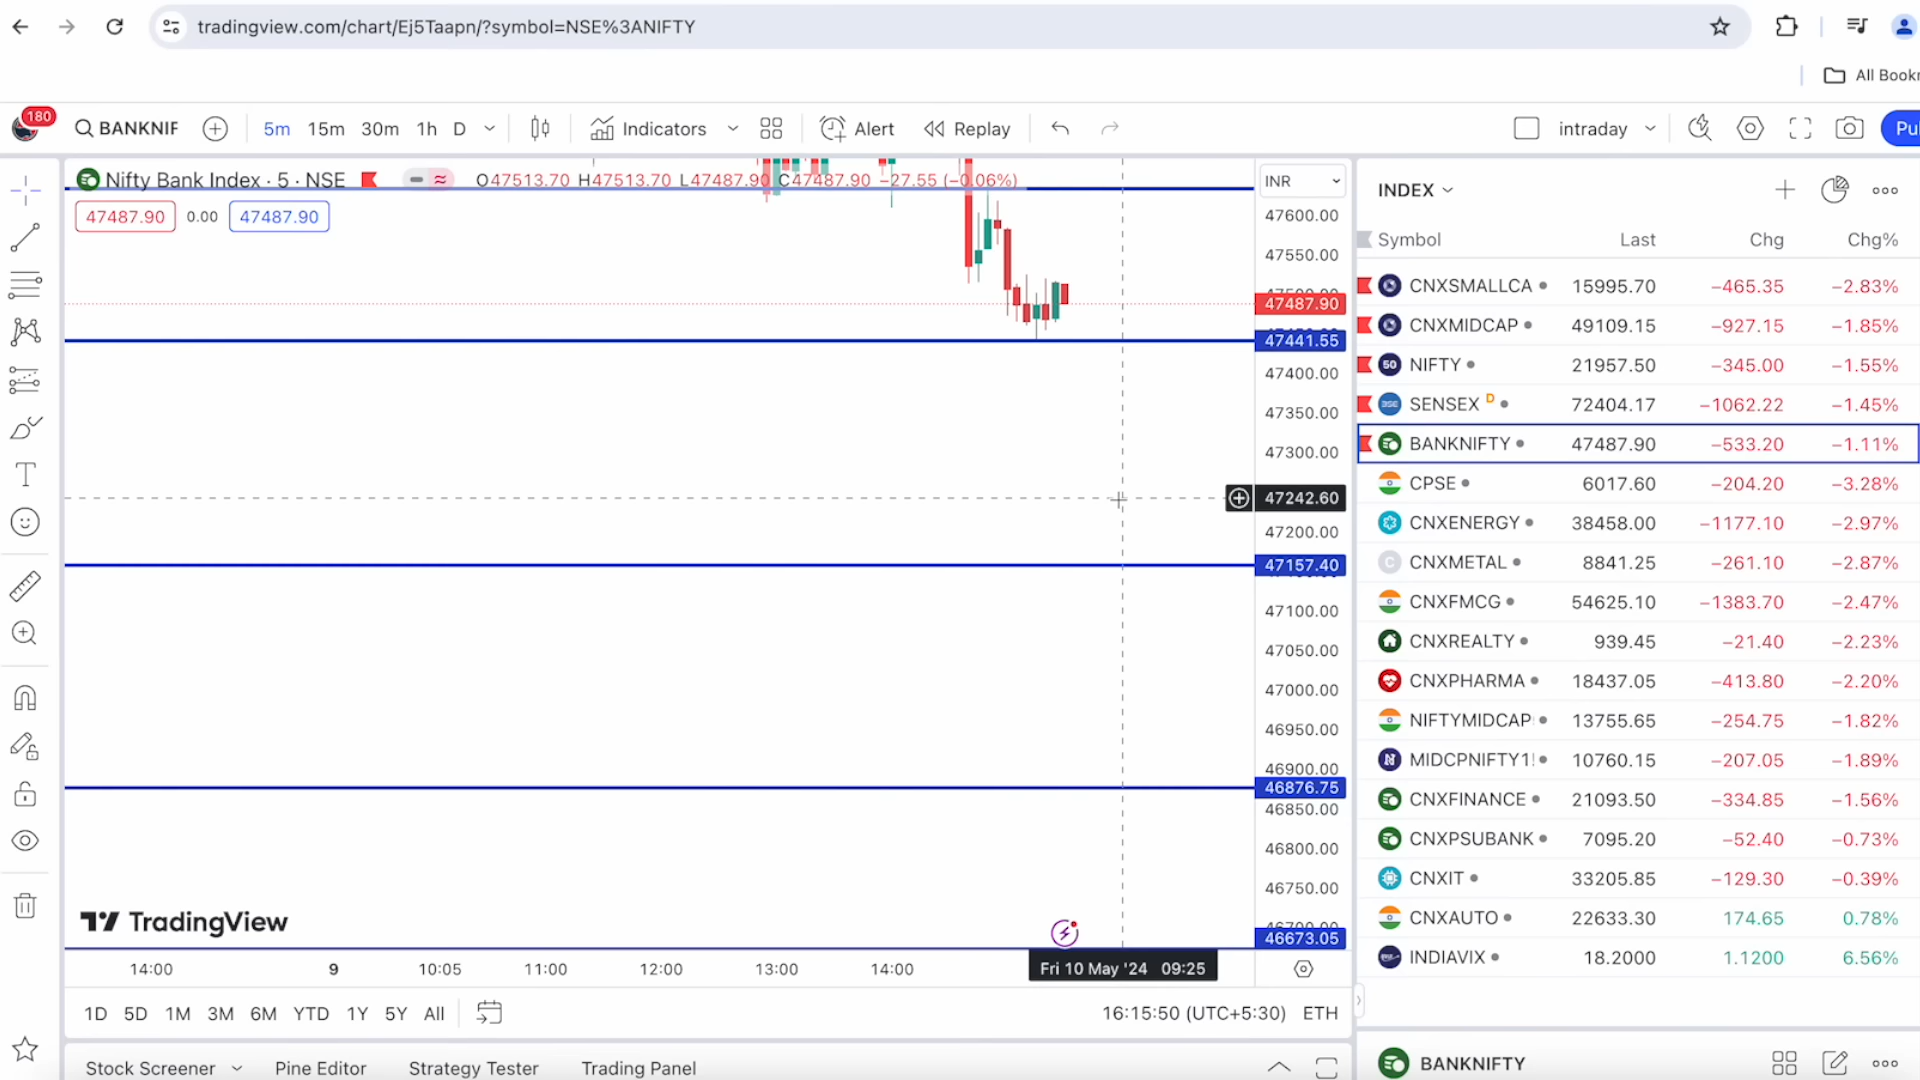 tradingview.com/chart/Ej5Taapn/?symbol=NSE%3ANIFTY
All Bookr
180
BANKNIF
5m 15m 30m 1h D
Indicators
Alert
Replay
intraday
Pul
Nifty Bank Index · 5 · NSE
O47513.70 H47513.70 L47487.90 C47487.90 −27.55 (−0.06%)
47487.90 0.00 47487.90
INR
47600.00
47550.00
47487.90
47441.55
47400.00
47350.00
47300.00
47242.60
47200.00
47157.40
47100.00
47050.00
47000.00
46950.00
46900.00
46876.75
46850.00
46800.00
46750.00
46673.05
TradingView
14:00 9 10:05 11:00 12:00 13:00 14:00
Fri 10 May '24 09:25
1D 5D 1M 3M 6M YTD 1Y 5Y All
16:15:50 (UTC+5:30) ETH
Stock Screener Pine Editor Strategy Tester Trading Panel
INDEX
Symbol Last Chg Chg%
CNXSMALLCA 15995.70 −465.35 −2.83%
CNXMIDCAP 49109.15 −927.15 −1.85%
50 NIFTY 21957.50 −345.00 −1.55%
SENSEX D 72404.17 −1062.22 −1.45%
BANKNIFTY 47487.90 −533.20 −1.11%
CPSE 6017.60 −204.20 −3.28%
CNXENERGY 38458.00 −1177.10 −2.97%
C CNXMETAL 8841.25 −261.10 −2.87%
CNXFMCG 54625.10 −1383.70 −2.47%
CNXREALTY 939.45 −21.40 −2.23%
CNXPHARMA 18437.05 −413.80 −2.20%
NIFTYMIDCAP 13755.65 −254.75 −1.82%
MIDCPNIFTY1! 10760.15 −207.05 −1.89%
CNXFINANCE 21093.50 −334.85 −1.56%
CNXPSUBANK 7095.20 −52.40 −0.73%
CNXIT 33205.85 −129.30 −0.39%
CNXAUTO 22633.30 174.65 0.78%
INDIAVIX 18.2000 1.1200 6.56%
BANKNIFTY